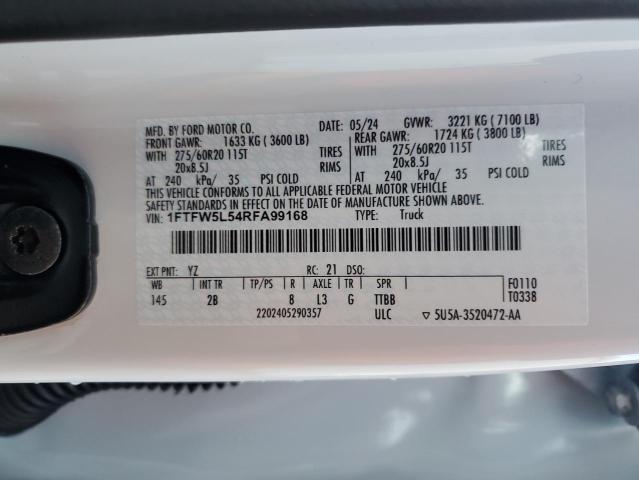 MFD. BY FORD MOTOR CO. DATE: 05/24 GVWR: 3221 KG ( 7100 LB)
FRONT GAWR: 1633 KG ( 3600 LB) REAR GAWR: 1724 KG ( 3800 LB)
WITH 275/60R20 115T TIRES WITH 275/60R20 115T TIRES
20x8.5J RIMS 20x8.5J RIMS
AT 240 kPa/ 35 PSI COLD AT 240 kPa/ 35 PSI COLD
THIS VEHICLE CONFORMS TO ALL APPLICABLE FEDERAL MOTOR VEHICLE
SAFETY STANDARDS IN EFFECT ON THE DATE OF MANUFACTURE SHOWN ABOVE.
VIN: 1FTFW5L54RFA99168 TYPE: Truck
EXT PNT: YZ RC: 21 DSO:
WB INT TR TP/PS R AXLE TR SPR F0110
145 2B 8 L3 G TTBB T0338
2202405290357 ULC ▽ 5U5A-3520472-AA